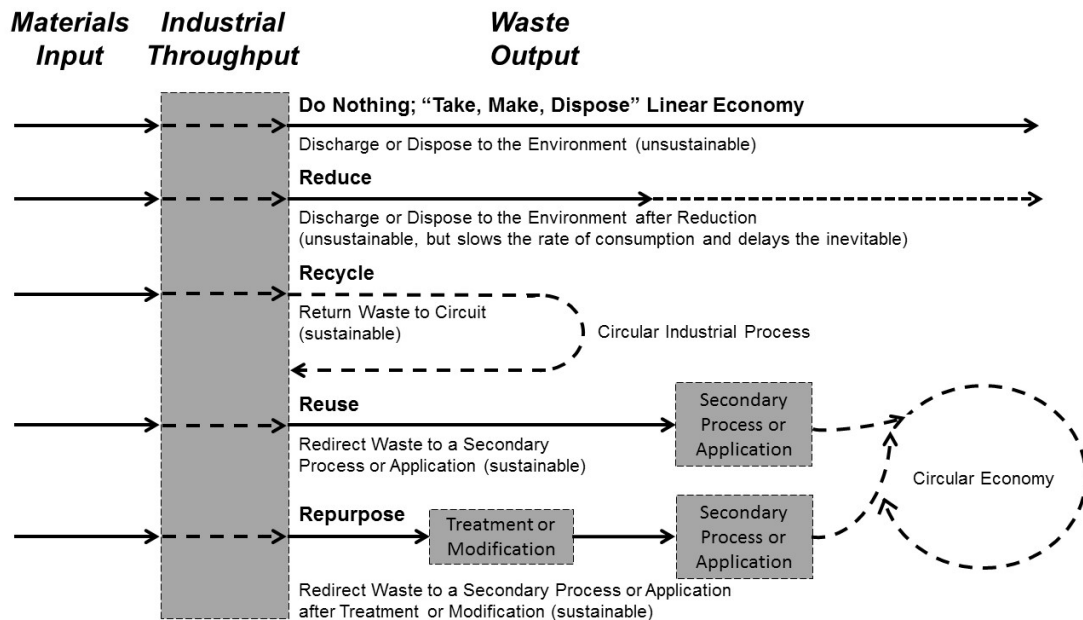 Materials Input
Industrial Throughput
Waste Output
Do Nothing; “Take, Make, Dispose” Linear Economy
Discharge or Dispose to the Environment (unsustainable)
Reduce
Discharge or Dispose to the Environment after Reduction
(unsustainable, but slows the rate of consumption and delays the inevitable)
Recycle
Return Waste to Circuit
(sustainable)
Circular Industrial Process
Reuse
Redirect Waste to a Secondary
Process or Application (sustainable)
Secondary
Process or
Application
Circular Economy
Repurpose
Treatment or
Modification
Secondary
Process or
Application
Redirect Waste to a Secondary Process or Application
after Treatment or Modification (sustainable)